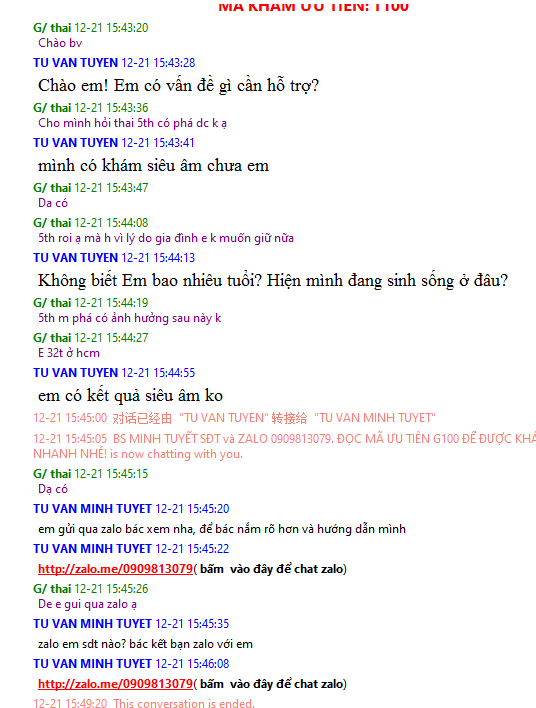 MÃ KHÁM ƯU TIÊN: T100
G/ thai 12-21 15:43:20
Chào bv
TU VAN TUYEN 12-21 15:43:28
Chào em! Em có vấn đề gì cần hỗ trợ?
G/ thai 12-21 15:43:36
Cho mình hỏi thai 5th có phá dc k ạ
TU VAN TUYEN 12-21 15:43:41
mình có khám siêu âm chưa em
G/ thai 12-21 15:43:47
Da có
G/ thai 12-21 15:44:08
5th roi ạ mà h vì lý do gia đình e k muốn giữ nữa
TU VAN TUYEN 12-21 15:44:13
Không biết Em bao nhiêu tuổi? Hiện mình đang sinh sống ở đâu?
G/ thai 12-21 15:44:19
5th m phá có ảnh hưởng sau này k
G/ thai 12-21 15:44:27
E 32t ở hcm
TU VAN TUYEN 12-21 15:44:55
em có kết quả siêu âm ko
12-21 15:45:00 对话已经由 "TU VAN TUYEN" 转接给 "TU VAN MINH TUYET"
12-21 15:45:05 BS MINH TUYẾT SĐT và ZALO 0909813079. ĐỌC MÃ ƯU TIÊN G100 ĐỂ ĐƯỢC KHÁ
NHANH NHÉ! is now chatting with you.
G/ thai 12-21 15:45:15
Dạ có
TU VAN MINH TUYET 12-21 15:45:20
em gửi qua zalo bác xem nha, để bác nắm rõ hơn và hướng dẫn mình
TU VAN MINH TUYET 12-21 15:45:22
http://zalo.me/0909813079( bấm vào đây để chat zalo)
G/ thai 12-21 15:45:26
De e gui qua zalo ạ
TU VAN MINH TUYET 12-21 15:45:35
zalo em sdt nào? bác kết bạn zalo với em
TU VAN MINH TUYET 12-21 15:46:08
http://zalo.me/0909813079( bấm vào đây để chat zalo)
12-21 15:49:20 This conversation is ended.